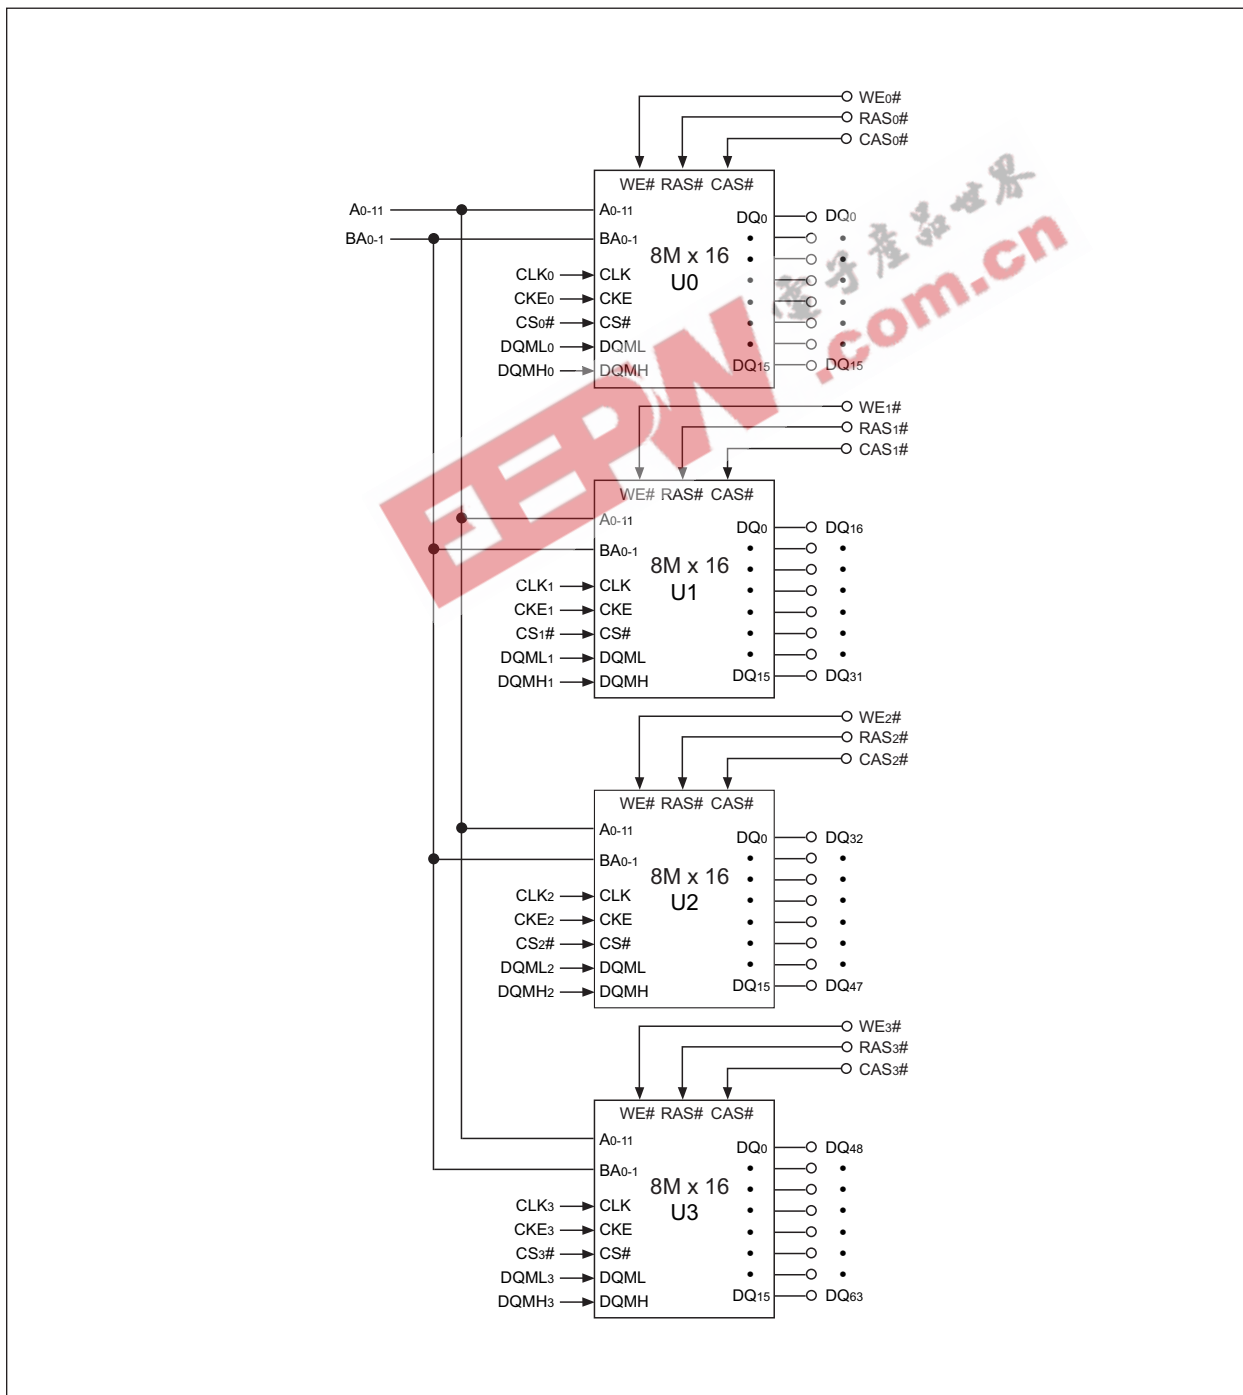 WE0#
RAS0#
CAS0#
WE# RAS# CAS#
A0-11 A0-11 DQ0 DQ0
BA0-1 BA0-1
8M x 16
U0
CLK0 CLK
CKE0 CKE
CS0# CS#
DQML0 DQML
DQMH0 DQMH DQ15 DQ15
EEPW.com.cn
電子產品世界
WE1#
RAS1#
CAS1#
WE# RAS# CAS#
A0-11 DQ0 DQ16
BA0-1
8M x 16
U1
CLK1 CLK
CKE1 CKE
CS1# CS#
DQML1 DQML
DQMH1 DQMH DQ15 DQ31
WE2#
RAS2#
CAS2#
WE# RAS# CAS#
A0-11 DQ0 DQ32
BA0-1
8M x 16
U2
CLK2 CLK
CKE2 CKE
CS2# CS#
DQML2 DQML
DQMH2 DQMH DQ15 DQ47
WE3#
RAS3#
CAS3#
WE# RAS# CAS#
A0-11 DQ0 DQ48
BA0-1
8M x 16
U3
CLK3 CLK
CKE3 CKE
CS3# CS#
DQML3 DQML
DQMH3 DQMH DQ15 DQ63